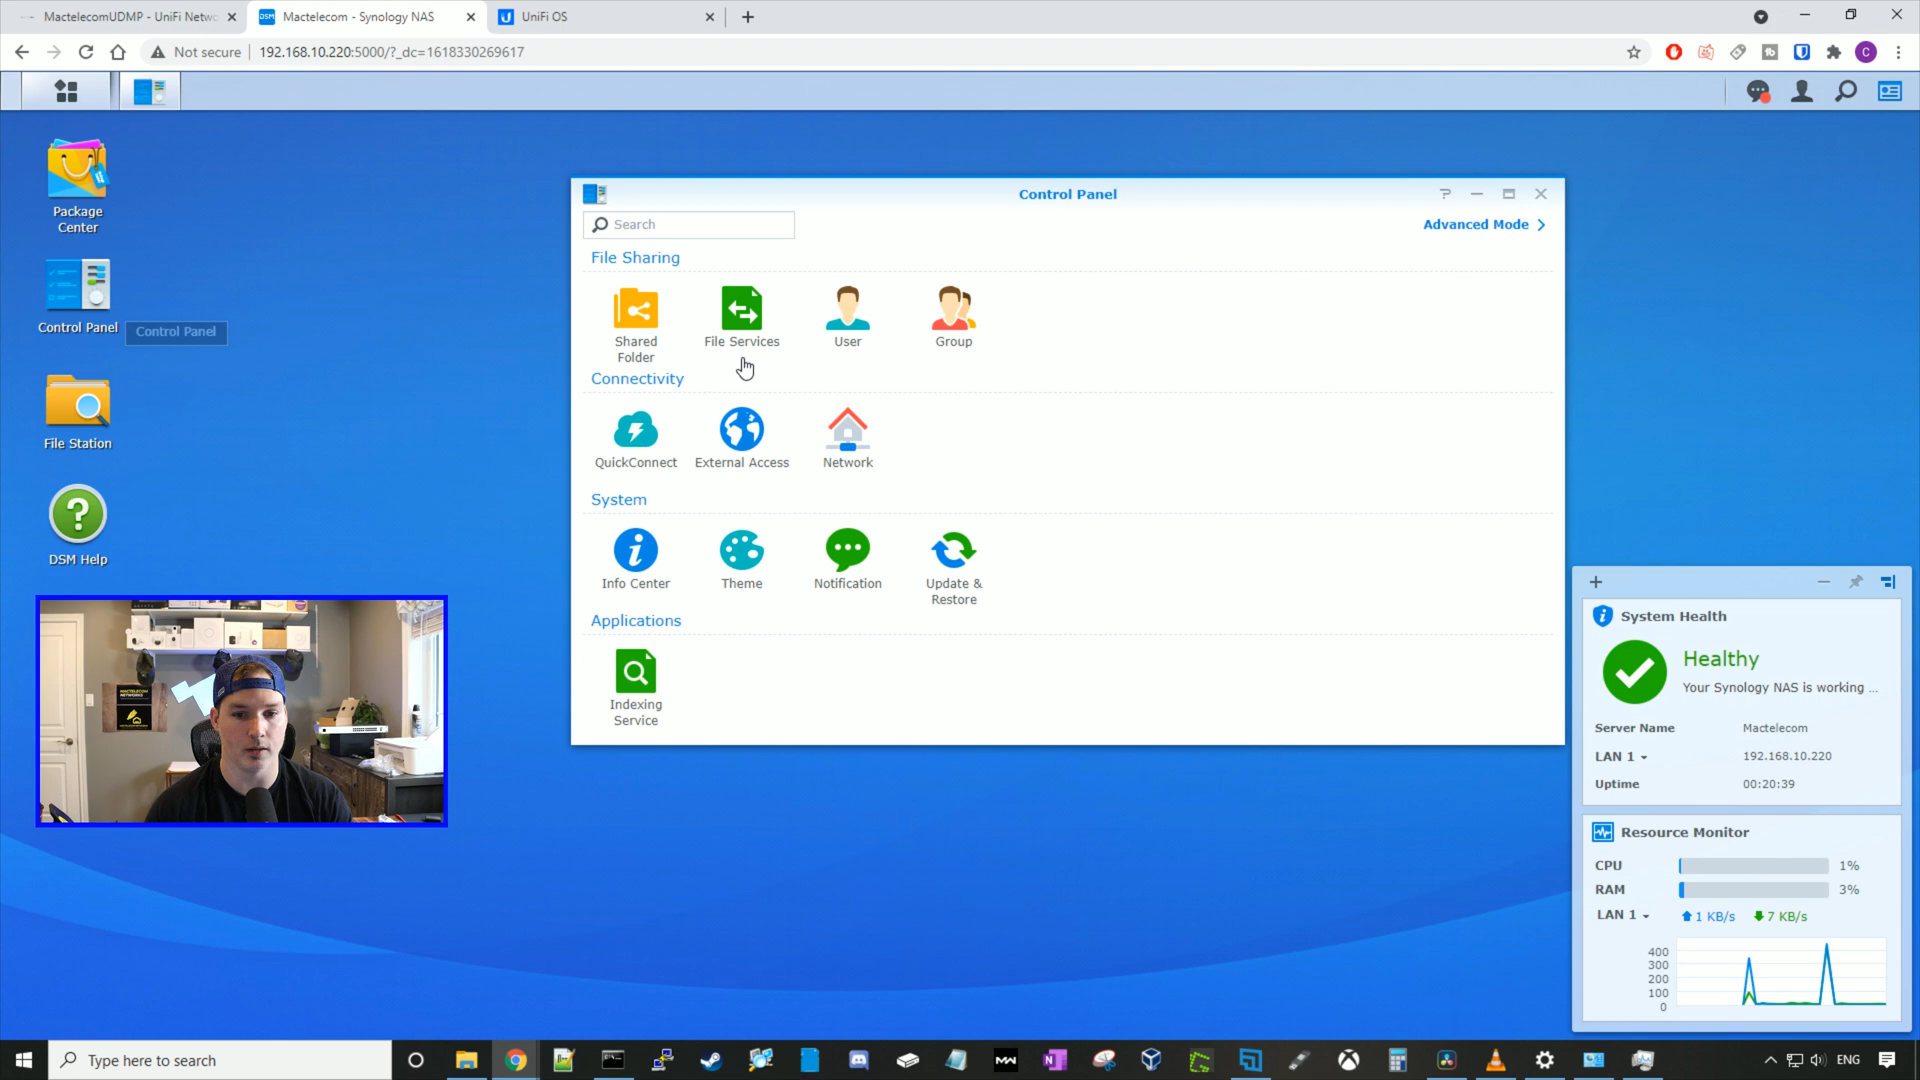 MactelecomUDMP - UniFi Netwo
Mactelecom - Synology NAS
UniFi OS
Not secure
192.168.10.220:5000/?_dc=1618330269617
Package
Center
Control Panel
Control Panel
File Station
DSM Help
Control Panel
Search
Advanced Mode
File Sharing
Shared
Folder
File Services
User
Group
Connectivity
QuickConnect
External Access
Network
System
Info Center
Theme
Notification
Update &
Restore
Applications
Indexing
Service
System Health
Healthy
Your Synology NAS is working ...
Server Name Mactelecom
LAN 1 192.168.10.220
Uptime 00:20:39
Resource Monitor
CPU 1%
RAM 3%
LAN 1 1 KB/s 7 KB/s
400
300
200
100
0
Type here to search
ENG